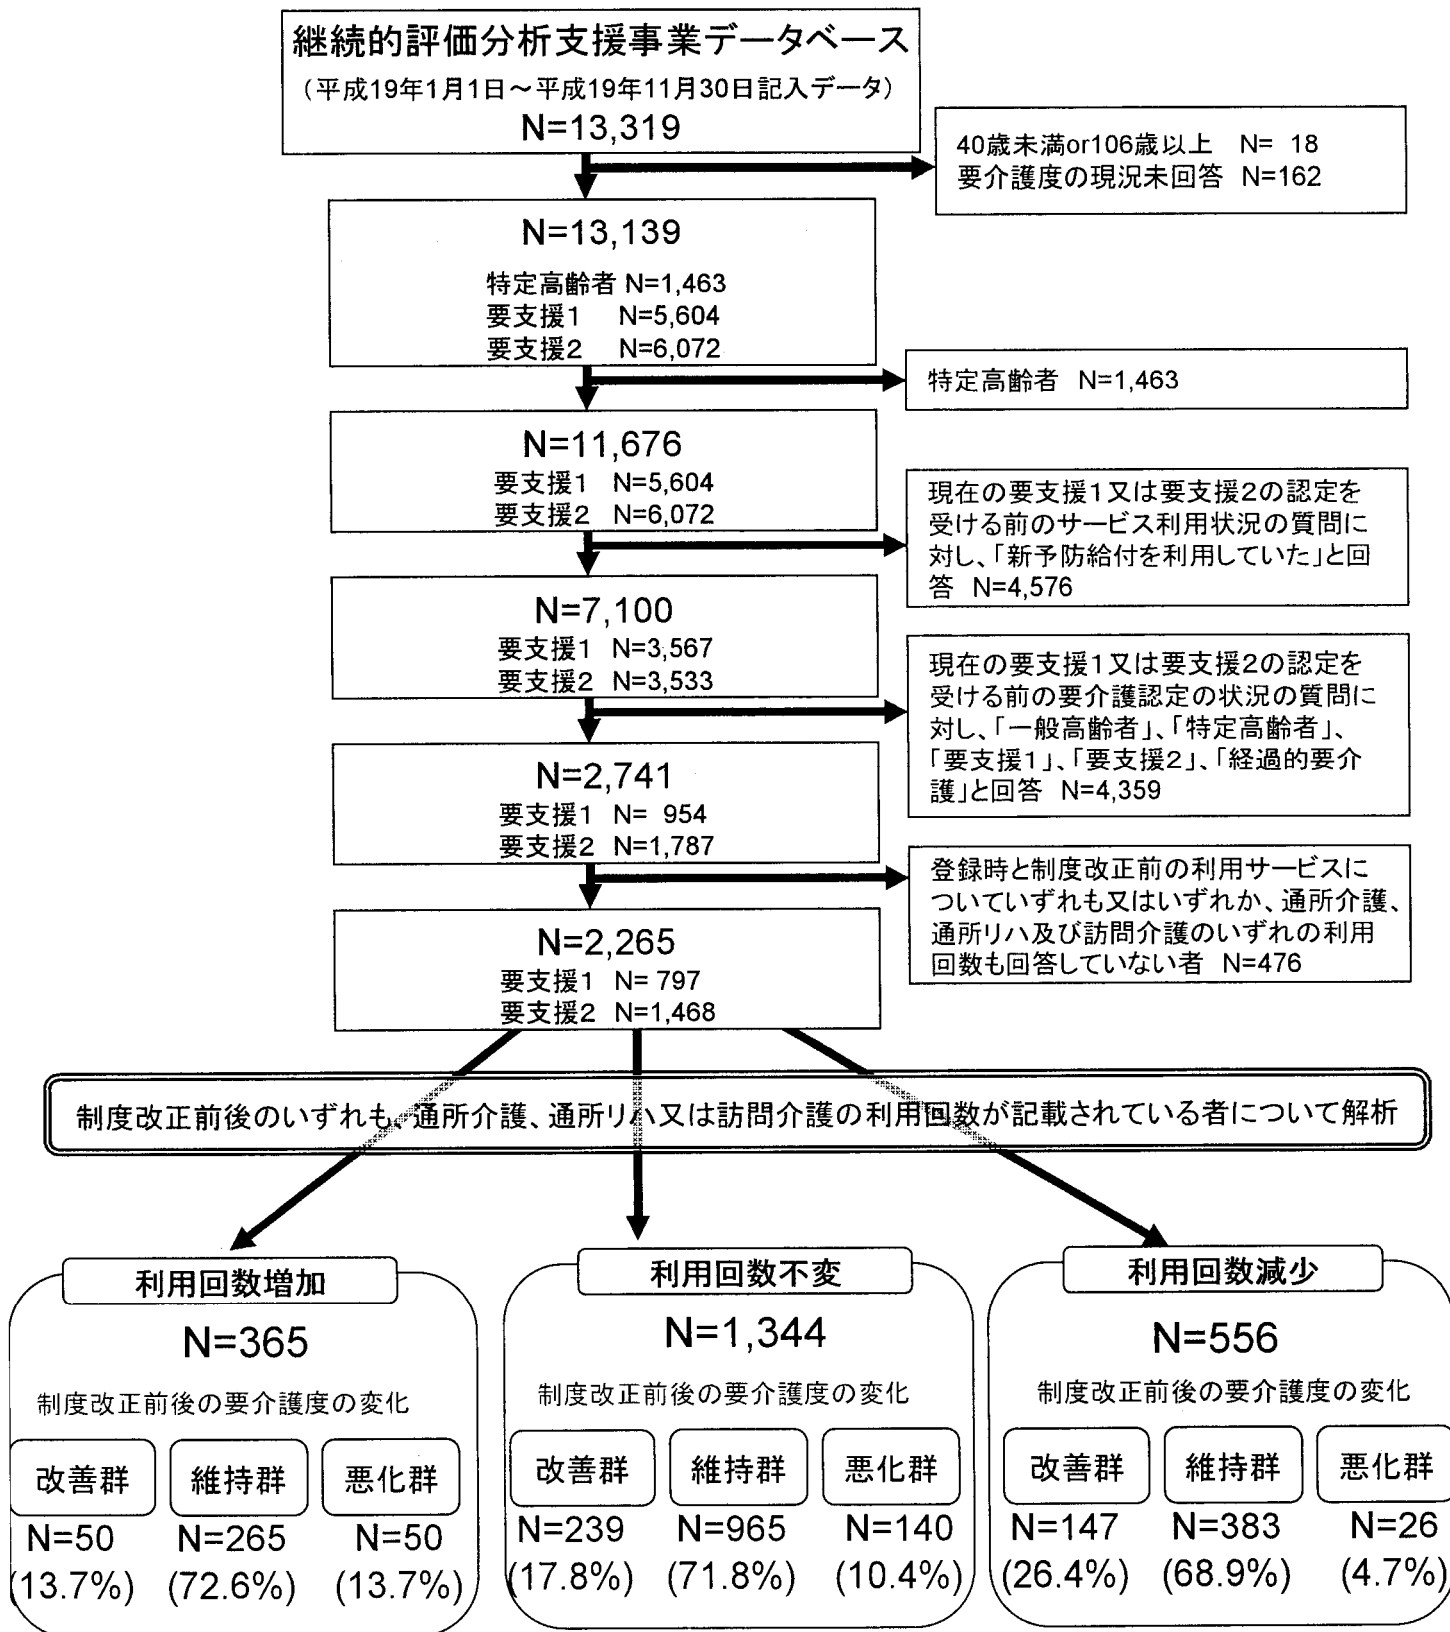 継続的評価分析支援事業データベース
（平成19年1月1日～平成19年11月30日記入データ）
N=13,319
40歳未満or106歳以上 N= 18
要介護度の現況未回答 N=162
N=13,139
特定高齢者 N=1,463
要支援1 N=5,604
要支援2 N=6,072
特定高齢者 N=1,463
N=11,676
要支援1 N=5,604
要支援2 N=6,072
現在の要支援1又は要支援2の認定を
受ける前のサービス利用状況の質問に
対し、「新予防給付を利用していた」と回
答 N=4,576
N=7,100
要支援1 N=3,567
要支援2 N=3,533
現在の要支援1又は要支援2の認定を
受ける前の要介護認定の状況の質問に
対し、「一般高齢者」、「特定高齢者」、
「要支援1」、「要支援2」、「経過的要介
護」と回答 N=4,359
N=2,741
要支援1 N= 954
要支援2 N=1,787
登録時と制度改正前の利用サービスに
ついていずれも又はいずれか、通所介護、
通所リハ及び訪問介護のいずれの利用
回数も回答していない者 N=476
N=2,265
要支援1 N= 797
要支援2 N=1,468
制度改正前後のいずれも、通所介護、通所リハ又は訪問介護の利用回数が記載されている者について解析
利用回数増加
N=365
制度改正前後の要介護度の変化
改善群 維持群 悪化群
N=50 N=265 N=50
(13.7%) (72.6%) (13.7%)
利用回数不変
N=1,344
制度改正前後の要介護度の変化
改善群 維持群 悪化群
N=239 N=965 N=140
(17.8%) (71.8%) (10.4%)
利用回数減少
N=556
制度改正前後の要介護度の変化
改善群 維持群 悪化群
N=147 N=383 N=26
(26.4%) (68.9%) (4.7%)